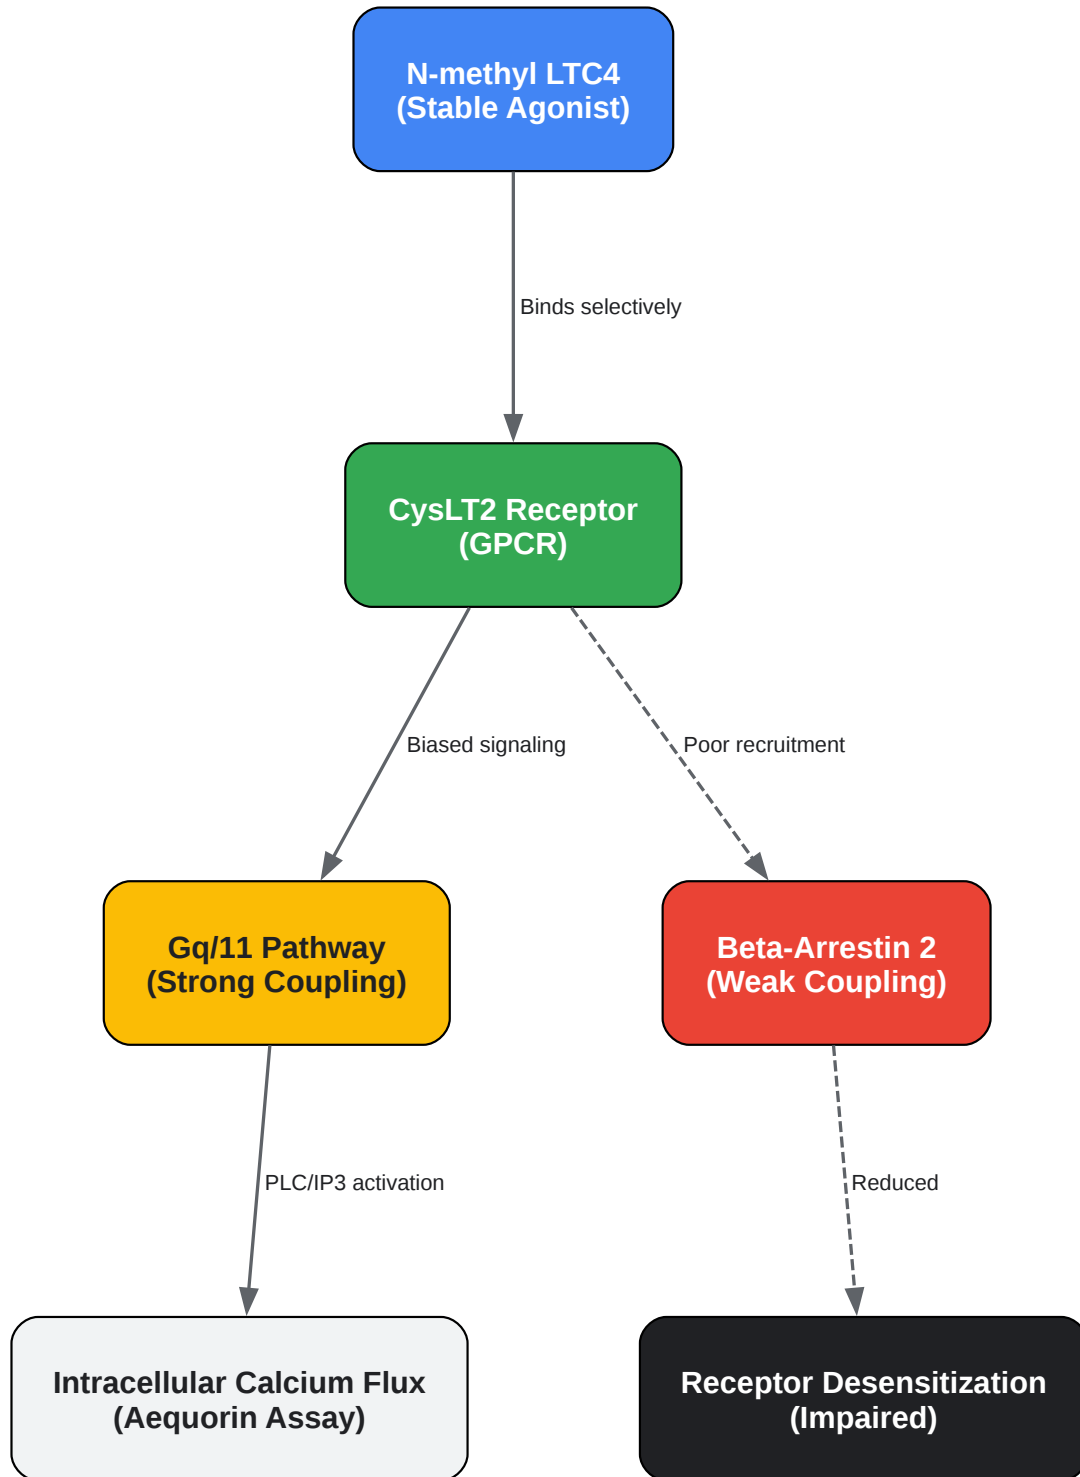 N-methyl LTC4
(Stable Agonist)
Binds selectively
CysLT2 Receptor
(GPCR)
Biased signaling
Poor recruitment
Gq/11 Pathway
(Strong Coupling)
Beta-Arrestin 2
(Weak Coupling)
PLC/IP3 activation
Reduced
Intracellular Calcium Flux
(Aequorin Assay)
Receptor Desensitization
(Impaired)